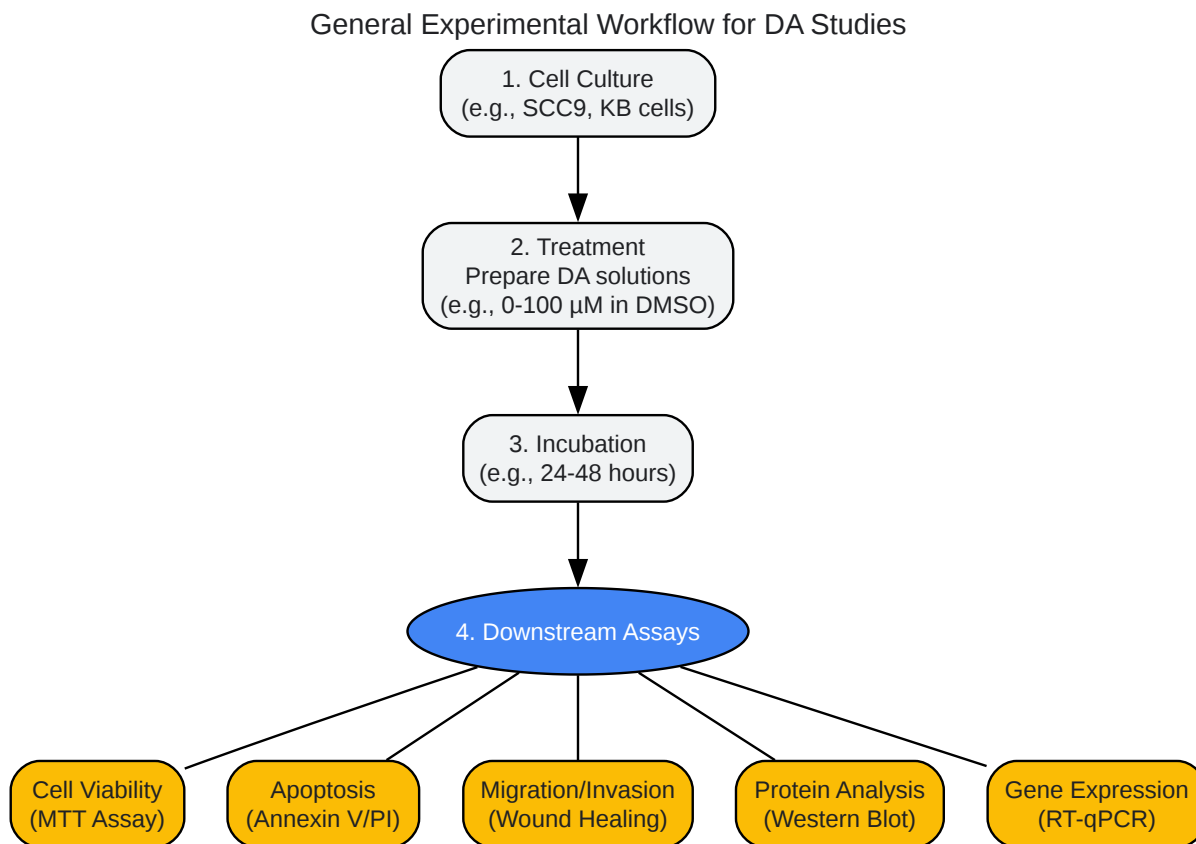 General Experimental Workflow for DA Studies
1. Cell Culture
(e.g., SCC9, KB cells)
2. Treatment
Prepare DA solutions
(e.g., 0-100 µM in DMSO)
3. Incubation
(e.g., 24-48 hours)
4. Downstream Assays
Cell Viability
(MTT Assay)
Apoptosis
(Annexin V/PI)
Migration/Invasion
(Wound Healing)
Protein Analysis
(Western Blot)
Gene Expression
(RT-qPCR)